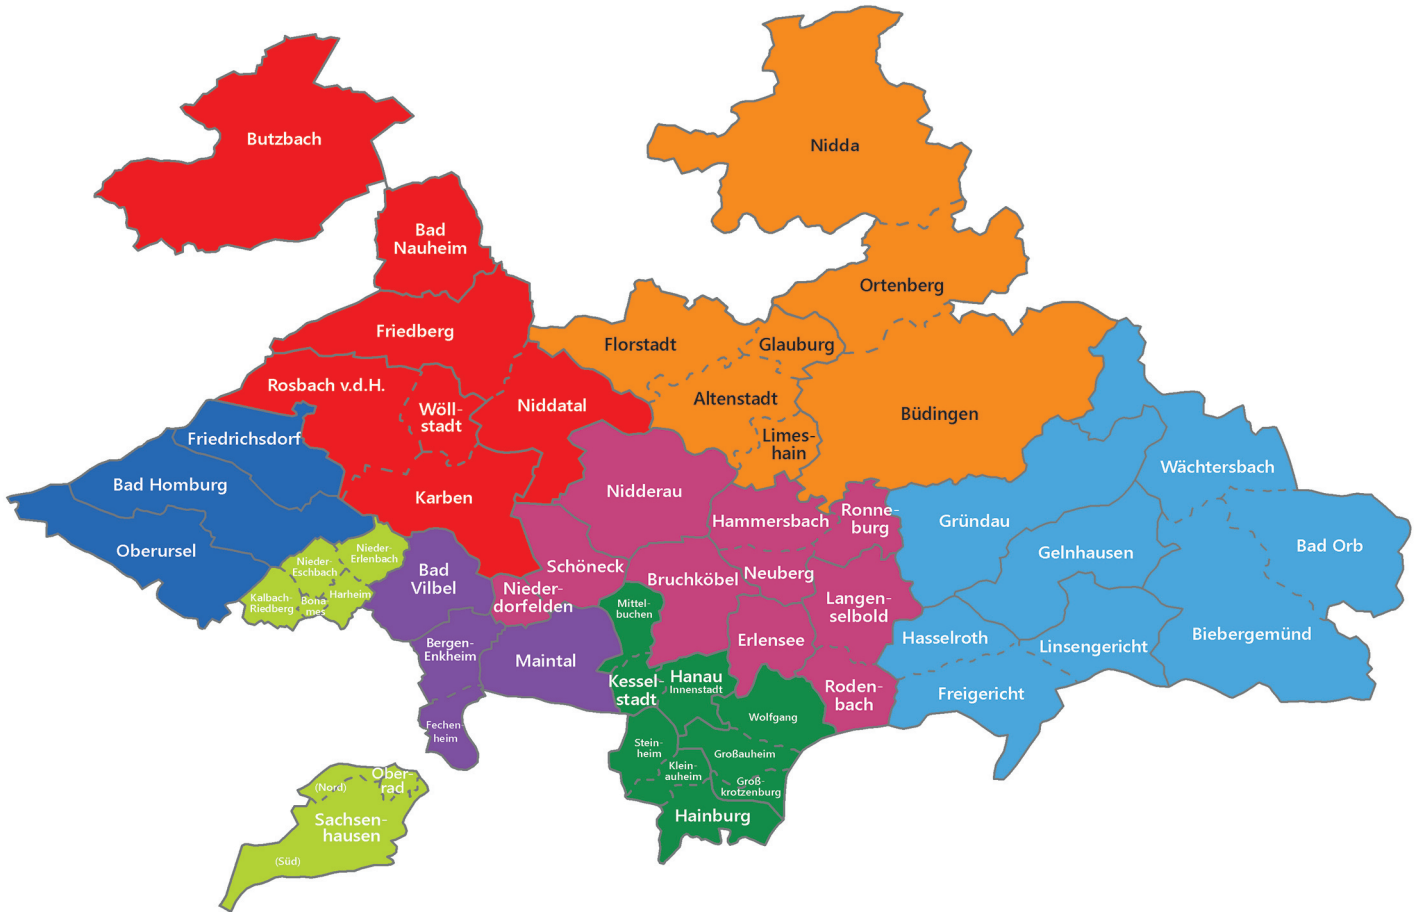 Butzbach
Nidda
Bad
Nauheim
Ortenberg
Friedberg
Florstadt
Glauburg
Rosbach v.d.H.
Wöll-
stadt
Niddatal
Altenstadt
Büdingen
Limes-
hain
Friedrichsdorf
Bad Homburg
Karben
Nidderau
Wächtersbach
Oberursel
Hammersbach
Ronne-
burg
Gründau
Gelnhausen
Bad Orb
Nieder-
Erlenbach
Nieder-
Eschbach
Kalbach-
Riedberg
Bona-
mes
Harheim
Bad
Vilbel
Schöneck
Nieder-
dorfelden
Bruchköbel
Neuberg
Mittel-
buchen
Langen-
selbold
Erlensee
Hasselroth
Linsengericht
Biebergemünd
Bergen-
Enkheim
Maintal
Kessel-
stadt
Hanau
Innenstadt
Roden-
bach
Freigericht
Fechen-
heim
Wolfgang
Stein-
heim
Großauheim
Klein-
auheim
Groß-
krotzenburg
Hainburg
Ober-
rad
(Nord)
Sachsen-
hausen
(Süd)